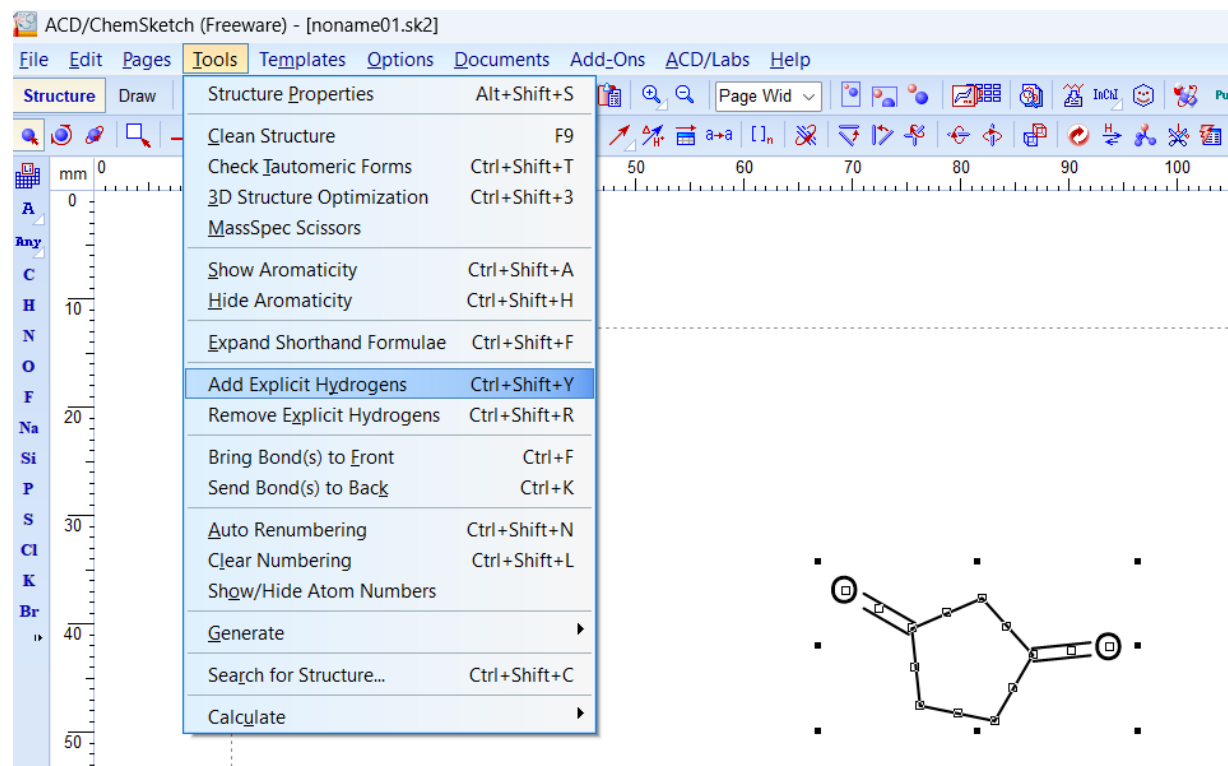 ACD/ChemSketch (Freeware) - [noname01.sk2]
File Edit Pages Tools Templates Options Documents Add-Ons ACD/Labs Help
Structure Draw Page Wid InChI Pu
a→a []n H
mm 0 50 60 70 80 90 100
Structure Properties Alt+Shift+S
Clean Structure F9
Check Tautomeric Forms Ctrl+Shift+T
3D Structure Optimization Ctrl+Shift+3
MassSpec Scissors
Show Aromaticity Ctrl+Shift+A
Hide Aromaticity Ctrl+Shift+H
Expand Shorthand Formulae Ctrl+Shift+F
Add Explicit Hydrogens Ctrl+Shift+Y
Remove Explicit Hydrogens Ctrl+Shift+R
Bring Bond(s) to Front Ctrl+F
Send Bond(s) to Back Ctrl+K
Auto Renumbering Ctrl+Shift+N
Clear Numbering Ctrl+Shift+L
Show/Hide Atom Numbers
Generate
Search for Structure... Ctrl+Shift+C
Calculate
A
Any
C
H
N
O
F
Na
Si
P
S
Cl
K
Br
0
10
20
30
40
50
O O